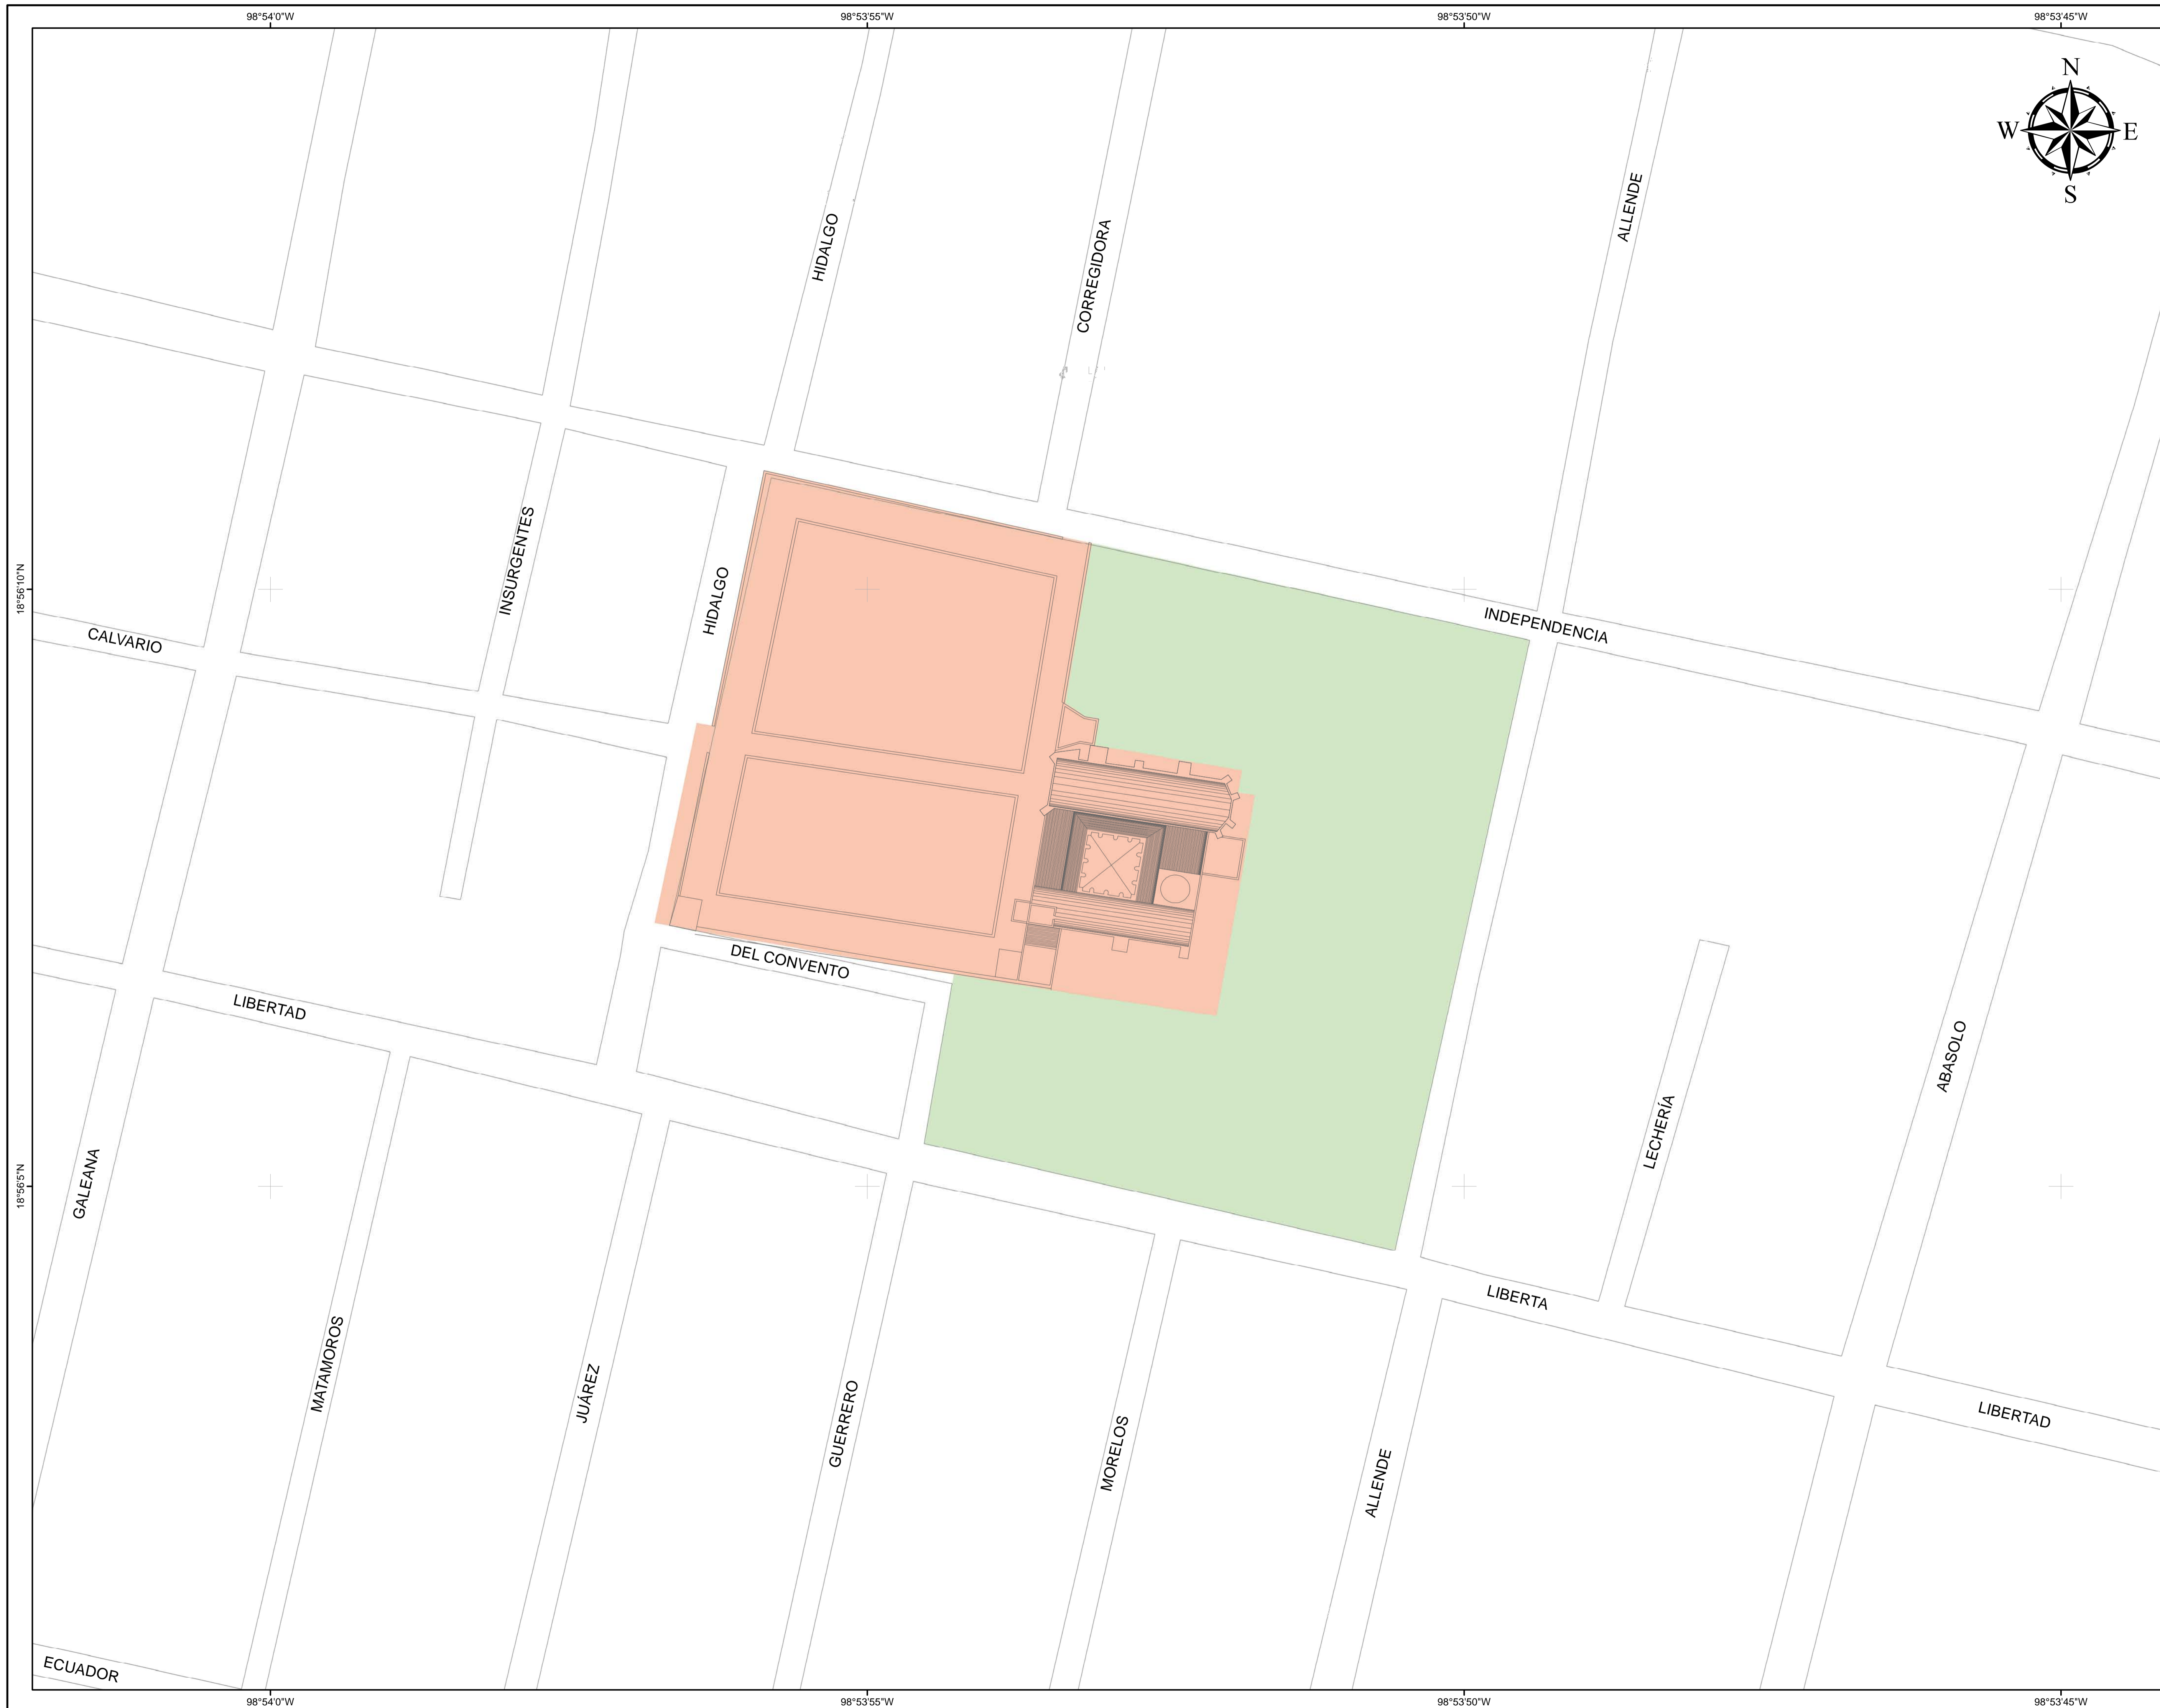 98°54'0"W
98°53'55"W
98°53'50"W
98°53'45"W
N
W
E
S
ALLENDE
HIDALGO
CORREGIDORA
18°56'10"N
INSURGENTES
HIDALGO
INDEPENDENCIA
CALVARIO
DEL CONVENTO
LIBERTAD
ABASOLO
LECHERÍA
18°56'5"N
GALEANA
LIBERTA
MATAMOROS
JUÁREZ
GUERRERO
MORELOS
LIBERTAD
ALLENDE
ECUADOR
98°54'0"W
98°53'55"W
98°53'50"W
98°53'45"W